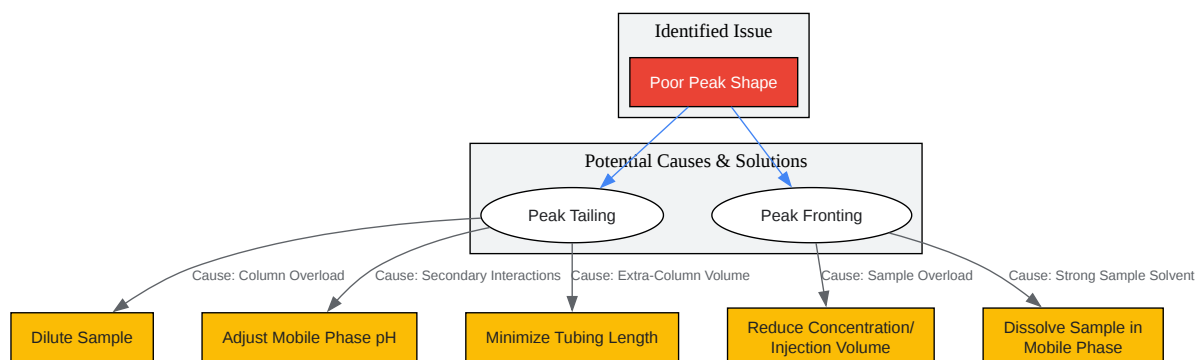 Identified Issue
Poor Peak Shape
Potential Causes & Solutions
Peak Tailing
Peak Fronting
Cause: Column Overload
Cause: Secondary Interactions
Cause: Extra-Column Volume
Cause: Sample Overload
Cause: Strong Sample Solvent
Dilute Sample
Adjust Mobile Phase pH
Minimize Tubing Length
Reduce Concentration/
Injection Volume
Dissolve Sample in
Mobile Phase